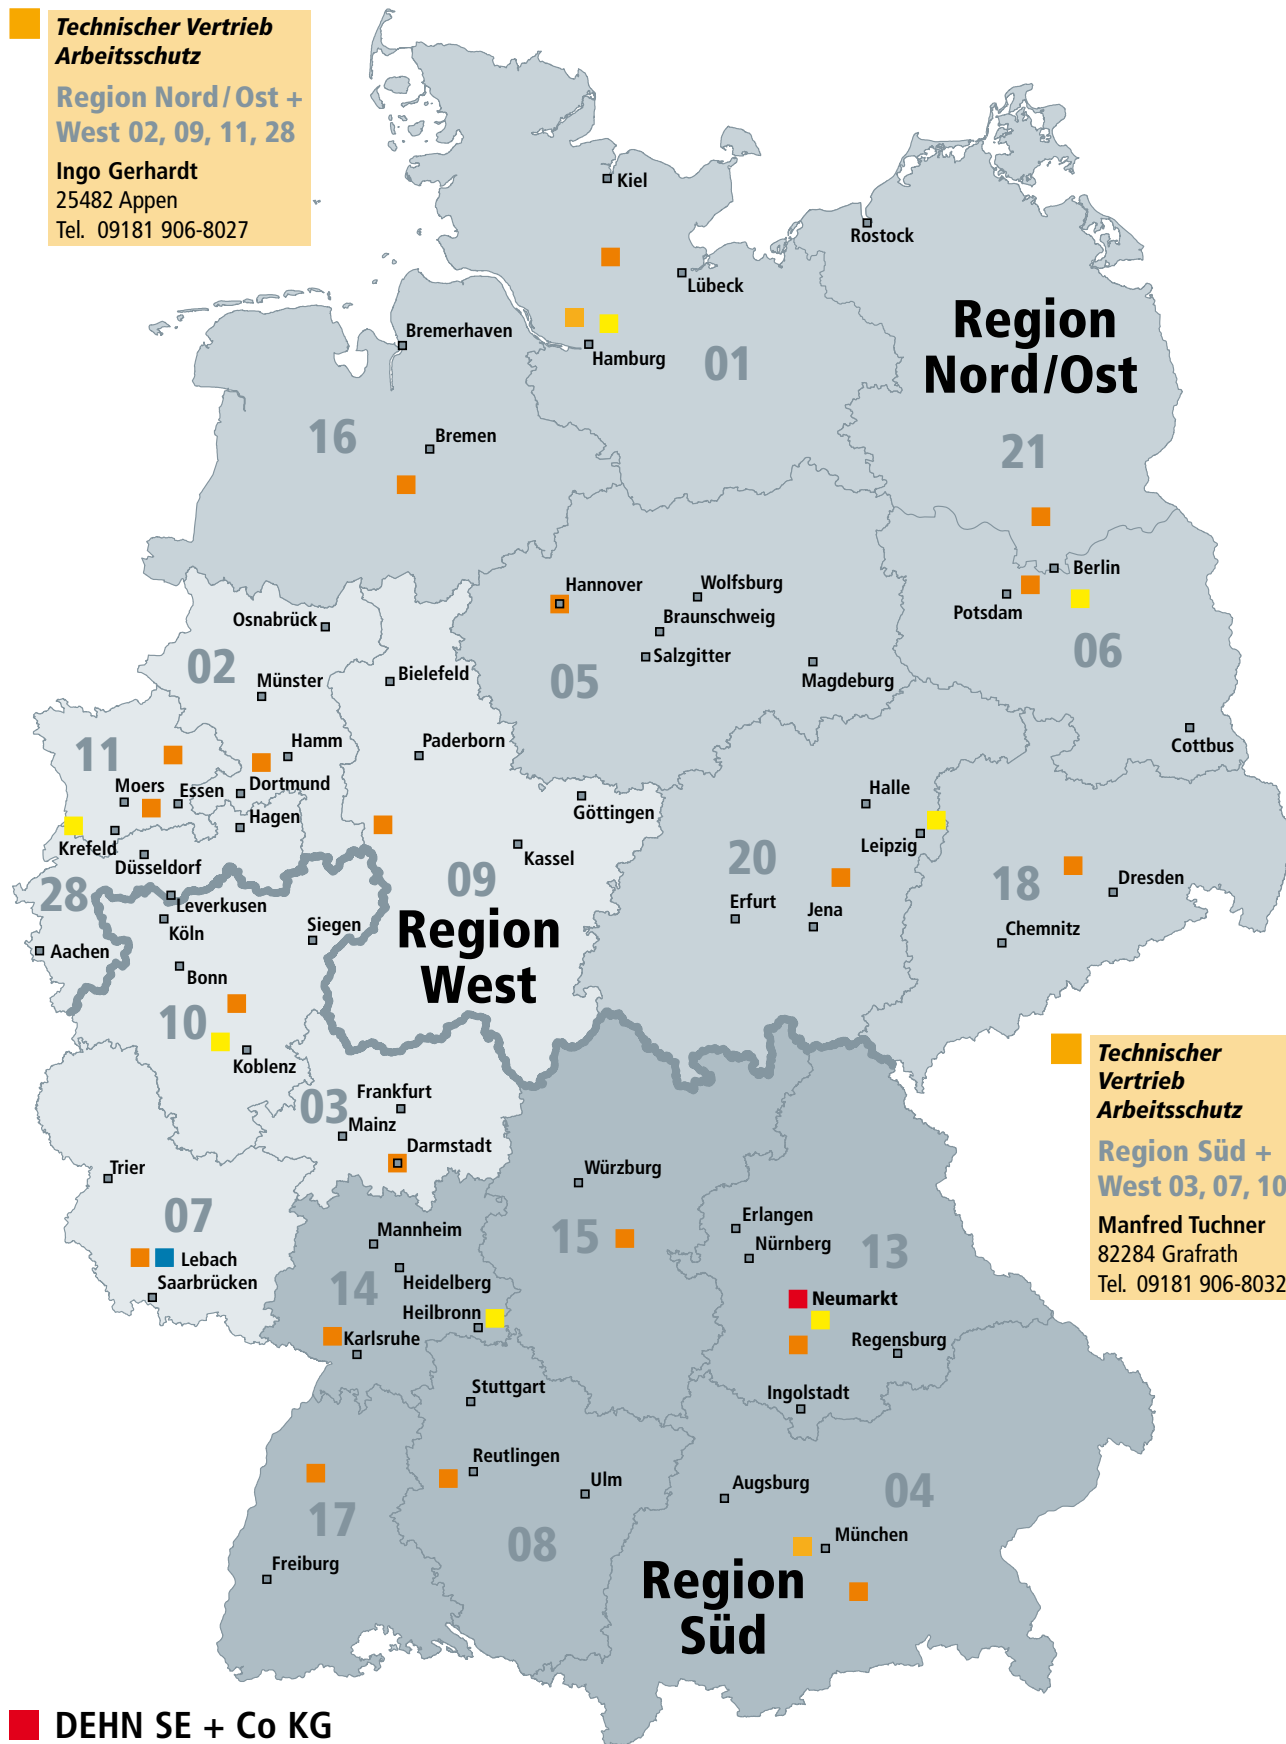 Technischer Vertrieb
Arbeitsschutz
Region Nord/Ost +
West 02, 09, 11, 28
Ingo Gerhardt
25482 Appen
Tel. 09181 906-8027
Kiel
Rostock
Lübeck
Region
Nord/Ost
Bremerhaven
Hamburg
01
16
Bremen
21
Hannover
Wolfsburg
Berlin
Braunschweig
Potsdam
Osnabrück
Salzgitter
06
02
Bielefeld
05
Magdeburg
Münster
Hamm
Paderborn
Cottbus
11
Moers
Essen
Dortmund
Halle
Göttingen
Hagen
Krefeld
Düsseldorf
Kassel
Leipzig
20
09
28
18
Dresden
Leverkusen
Erfurt
Jena
Köln
Siegen
Chemnitz
Region
West
Aachen
Bonn
10
Koblenz
Technischer
Vertrieb
Arbeitsschutz
Region Süd +
West 03, 07, 10
Manfred Tuchner
82284 Grafrath
Tel. 09181 906-8032
Frankfurt
03
Mainz
Darmstadt
Trier
Würzburg
07
Erlangen
Mannheim
15
Nürnberg
13
Lebach
Saarbrücken
Heidelberg
14
Heilbronn
Neumarkt
Karlsruhe
Regensburg
Stuttgart
Ingolstadt
Reutlingen
Ulm
Augsburg
04
17
08
München
Freiburg
Region
Süd
DEHN SE + Co KG